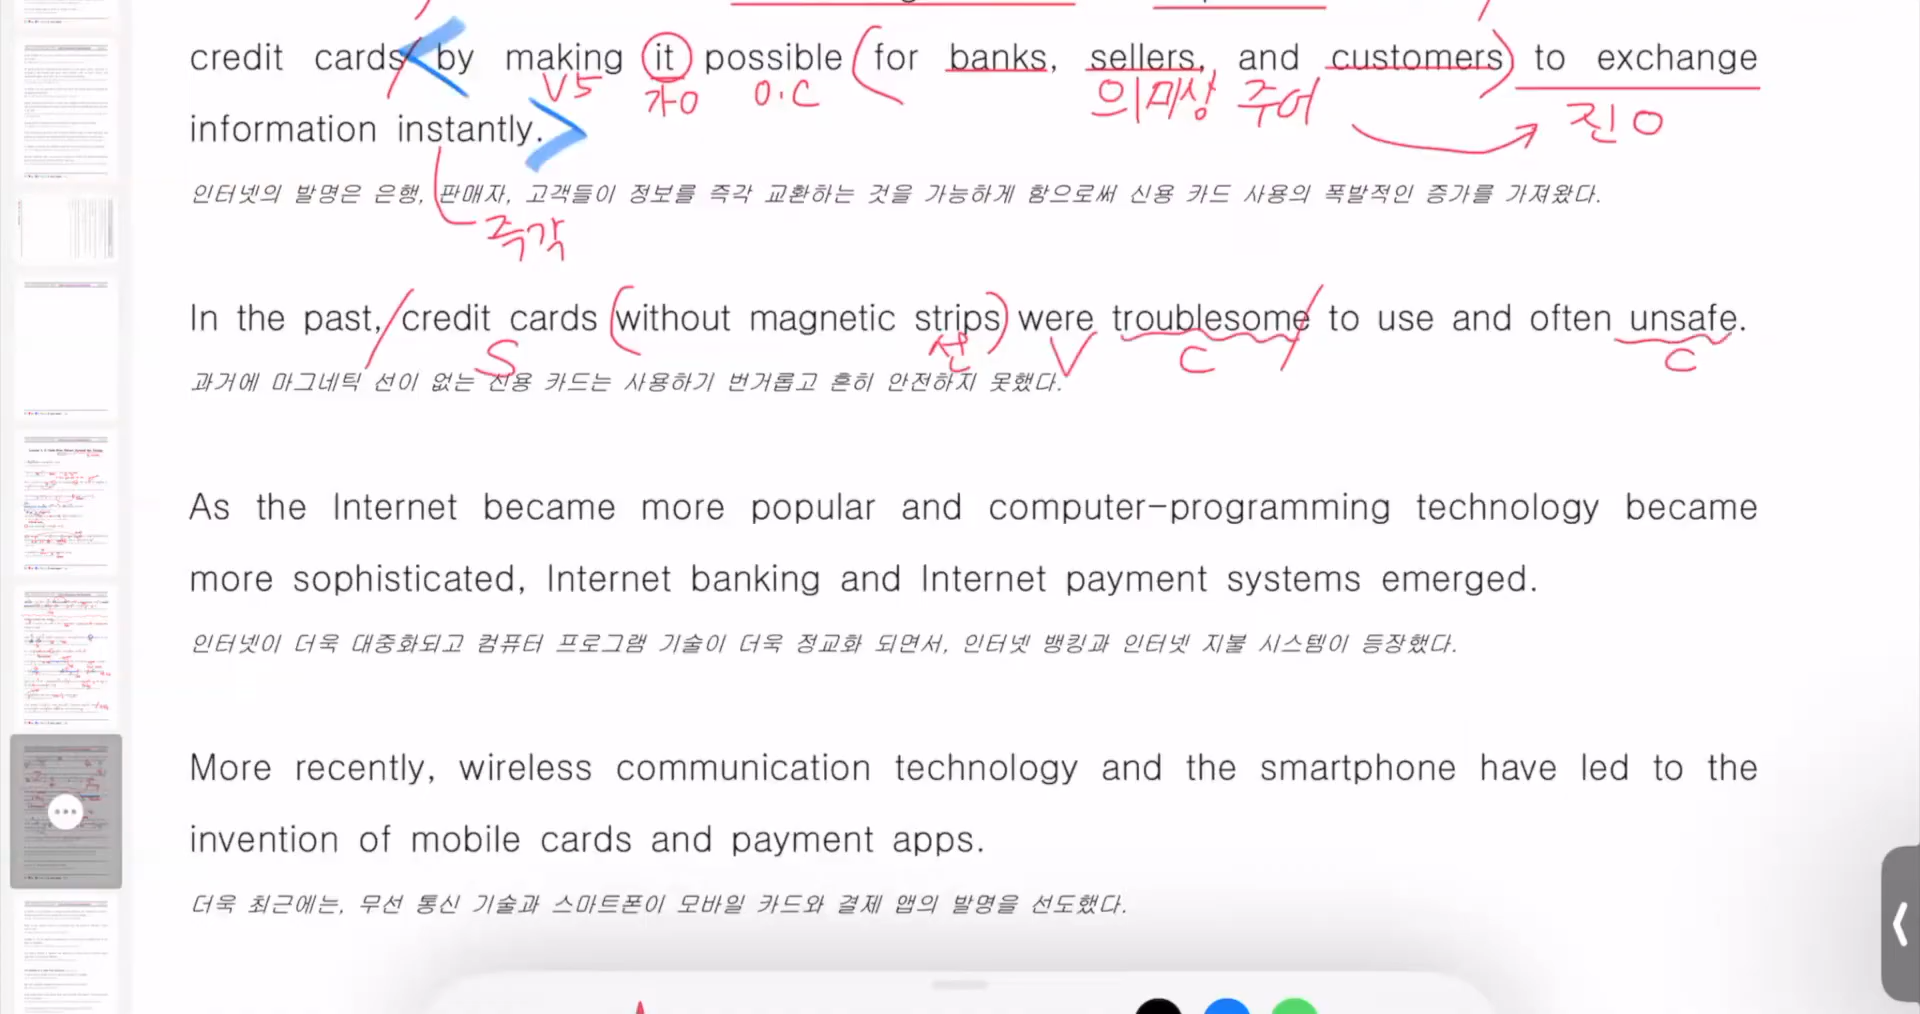 credit cards by making it possible for banks, sellers, and customers to exchange
V5 가O O.C 의미상 주어 진O
information instantly.
인터넷의 발명은 은행, 판매자, 고객들이 정보를 즉각 교환하는 것을 가능하게 함으로써 신용 카드 사용의 폭발적인 증가를 가져왔다.
즉각
In the past, credit cards (without magnetic strips) were troublesome to use and often unsafe.
S 선 V C C
과거에 마그네틱 선이 없는 신용 카드는 사용하기 번거롭고 흔히 안전하지 못했다.
As the Internet became more popular and computer-programming technology became
more sophisticated, Internet banking and Internet payment systems emerged.
인터넷이 더욱 대중화되고 컴퓨터 프로그램 기술이 더욱 정교화 되면서, 인터넷 뱅킹과 인터넷 지불 시스템이 등장했다.
More recently, wireless communication technology and the smartphone have led to the
invention of mobile cards and payment apps.
더욱 최근에는, 무선 통신 기술과 스마트폰이 모바일 카드와 결제 앱의 발명을 선도했다.